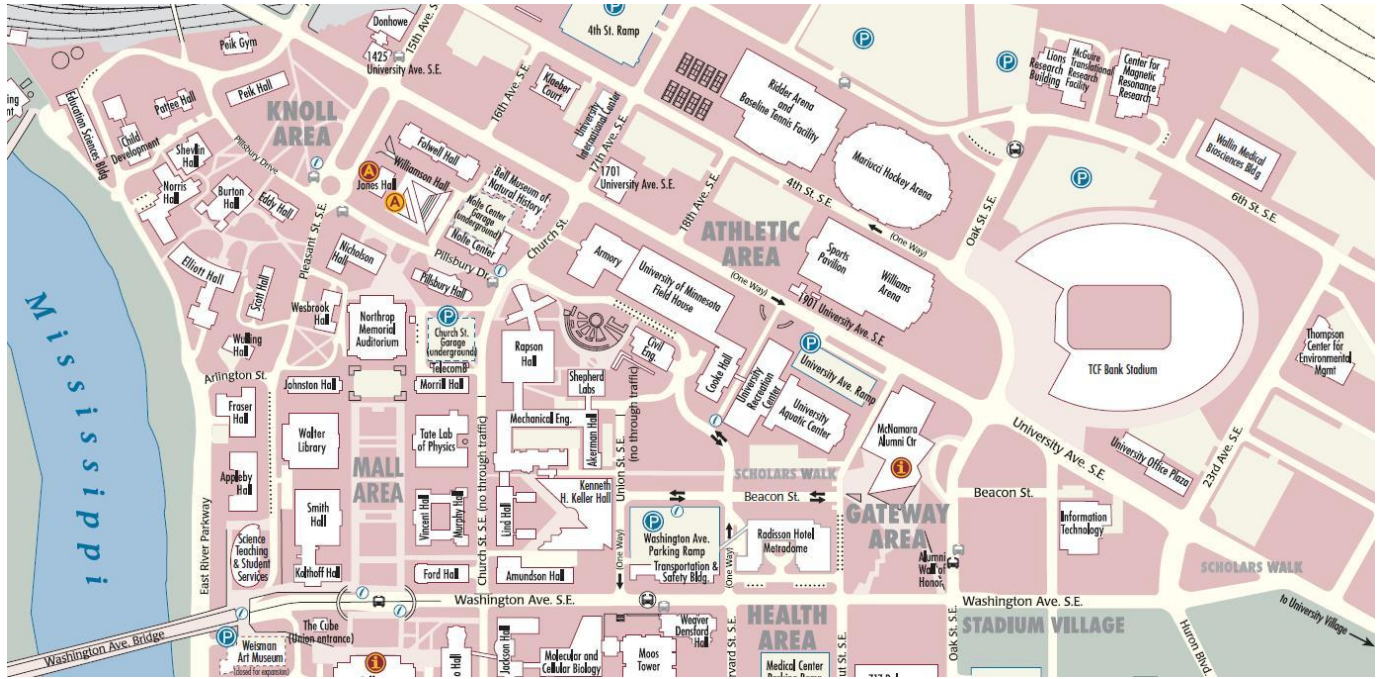 Donhowe
15th Ave. S.E.
1425
University Ave. S.E.
4th St. Ramp
Peik Gym
Peik Hall
Pattee Hall
KNOLL
AREA
Education Sciences Bldg
Child
Development
Shevlin
Hall
Norris
Hall
Burton
Hall
Eddy Hall
Pillsbury Drive
16th Ave. S.E.
Klaeber
Court
University
International Center
17th Ave. S.E.
1701
University Ave. S.E.
Folwell Hall
Williamson Hall
Jones Hall
A
A
Bell Museum of
Natural History
Nolte Center
Garage
(underground)
Nolte Center
Church St.
Ridder Arena
and
Baseline Tennis Facility
Mariucci Hockey Arena
4th St. S.E.
(One Way)
18th Ave. S.E.
ATHLETIC
AREA
(One Way)
Lions
Research
Building
McGuire
Translational
Research
Facility
Center for
Magnetic
Resonance
Research
Wallin Medical
Biosciences Bldg
6th St. S.E.
Oak St. S.E.
P
P
P
P
Sports
Pavilion
Williams
Arena
1901 University Ave. S.E.
Armory
University of Minnesota
Field House
Pleasant St. S.E.
Nicholson
Hall
Pillsbury Hall
Elliott Hall
Scott Hall
Wesbrook
Hall
Wulling
Hall
Northrop
Memorial
Auditorium
P
Church St.
Garage
(underground)
Telecomb
Rapson
Hall
Civil
Eng.
Shepherd
Labs
Cooke Hall
University
Recreation
Center
University
Aquatic Center
P
University Ave. Ramp
McNamara
Alumni Ctr
TCF Bank Stadium
Thompson
Center for
Environmental
Mgmt
Mississippi
Arlington St.
Johnston Hall
Morrill Hall
Fraser
Hall
Walter
Library
Tate Lab
of Physics
Mechanical Eng.
Akerman Hall
Union St. S.E.
(no through traffic)
Church St. S.E. (no through traffic)
University Ave. S.E.
University Office Plaza
23rd Ave. S.E.
MALL
AREA
Appleby
Hall
Smith
Hall
Vincent Hall
Murphy Hall
Lind Hall
Kenneth
H. Keller Hall
SCHOLARS WALK
Beacon St.
Beacon St.
GATEWAY
AREA
East River Parkway
Science
Teaching
& Student
Services
Kolthoff Hall
Ford Hall
Amundson Hall
(One Way)
P
Washington Ave.
Parking Ramp
Transportation &
Safety Bldg.
(One Way)
Radisson Hotel
Metrodome
Alumni
Wall of
Honor
Information
Technology
SCHOLARS WALK
Washington Ave. S.E.
Washington Ave. S.E.
to University Village
Washington Ave. Bridge
P
Weisman
Art Museum
(closed for expansion)
The Cube
(Union entrance)
Jackson Hall
Molecular and
Cellular Biology
Moos
Tower
Weaver
Densford
Hall
HEALTH
AREA
STADIUM VILLAGE
Oak St. S.E.
Huron Blvd.
Medical Center